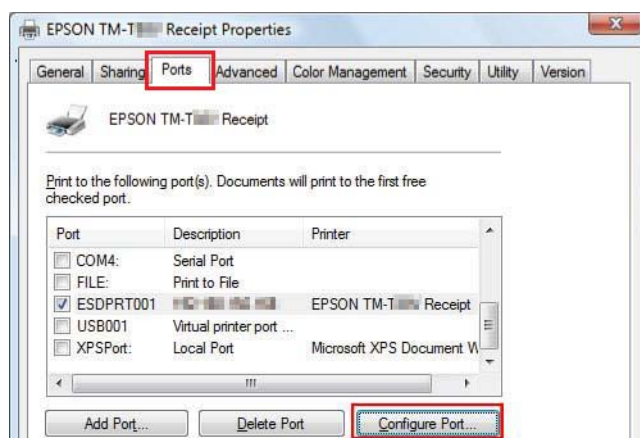 EPSON TM-T Receipt Properties
General Sharing Ports Advanced Color Management Security Utility Version
EPSON TM-T Receipt
Print to the following port(s). Documents will print to the first free
checked port.
Port Description Printer
COM4: Serial Port
FILE: Print to File
ESDPRT001 EPSON TM-T Receipt
USB001 Virtual printer port ...
XPSPort: Local Port Microsoft XPS Document W
Add Port... Delete Port Configure Port...